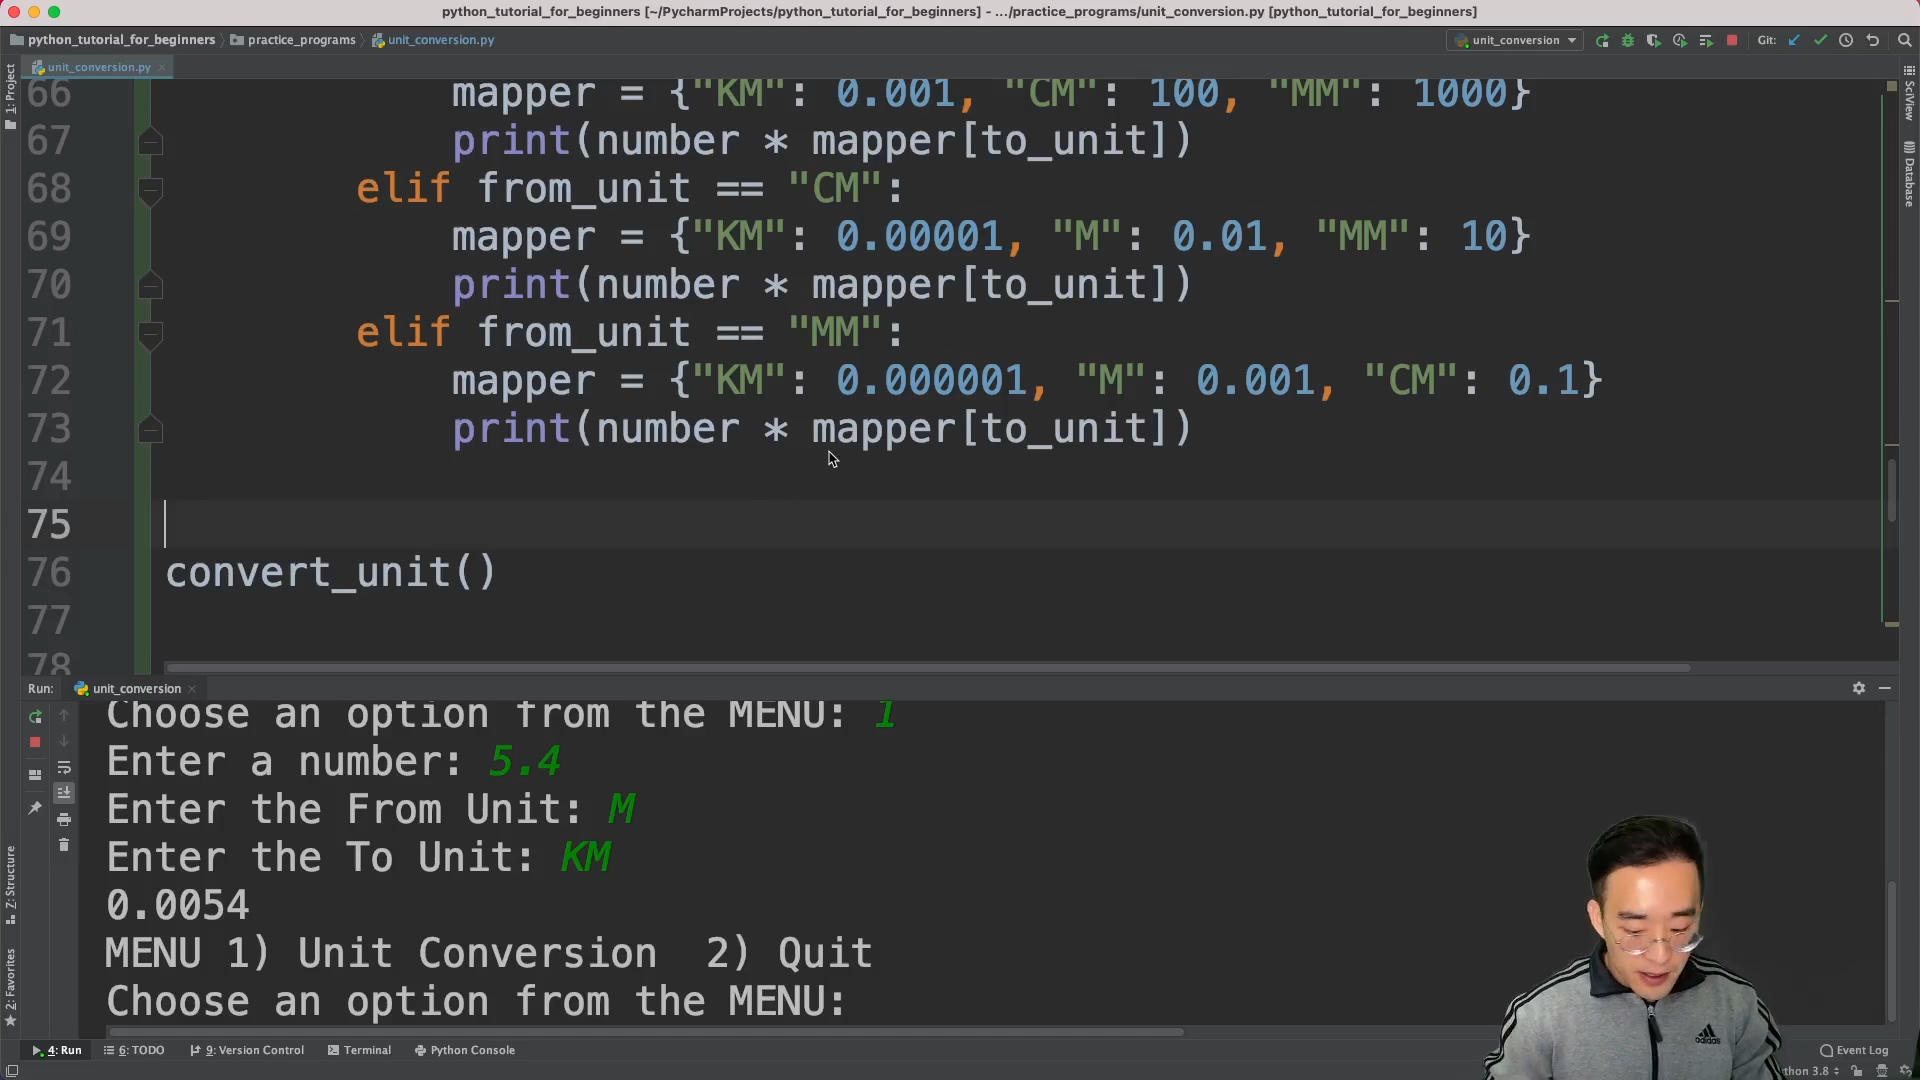 python_tutorial_for_beginners [~/PycharmProjects/python_tutorial_for_beginners] - .../practice_programs/unit_conversion.py [python_tutorial_for_beginners]
python_tutorial_for_beginners practice_programs unit_conversion.py unit_conversion Git:
unit_conversion.py
1: Project
SciView
Database
66 mapper = {"KM": 0.001, "CM": 100, "MM": 1000}
67 print(number * mapper[to_unit])
68 elif from_unit == "CM":
69 mapper = {"KM": 0.00001, "M": 0.01, "MM": 10}
70 print(number * mapper[to_unit])
71 elif from_unit == "MM":
72 mapper = {"KM": 0.000001, "M": 0.001, "CM": 0.1}
73 print(number * mapper[to_unit])
74
75
76 convert_unit()
77
78
Run: unit_conversion
Choose an option from the MENU: 1
Enter a number: 5.4
Enter the From Unit: M
Enter the To Unit: KM
0.0054
MENU 1) Unit Conversion  2) Quit
Choose an option from the MENU:
Z: Structure
2: Favorites
adidas
4: Run 6: TODO 9: Version Control Terminal Python Console Event Log
thon 3.8